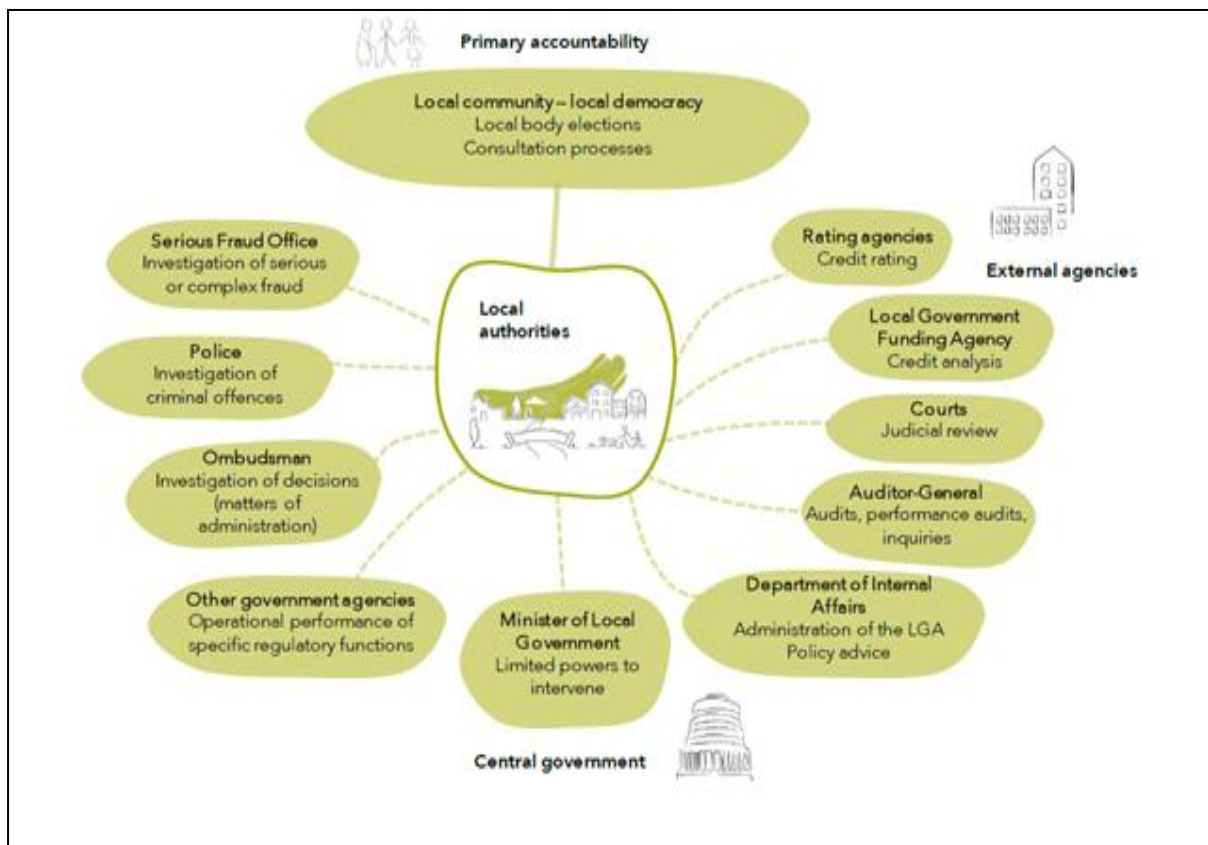 Primary accountability
Local community – local democracy
Local body elections
Consultation processes
Serious Fraud Office
Investigation of serious
or complex fraud
Rating agencies
Credit rating
External agencies
Local
authorities
Local Government
Funding Agency
Credit analysis
Police
Investigation of
criminal offences
Courts
Judicial review
Ombudsman
Investigation of decisions
(matters of
administration)
Auditor-General
Audits, performance audits,
inquiries
Other government agencies
Operational performance of
specific regulatory functions
Minister of Local
Government
Limited powers to
intervene
Department of Internal
Affairs
Administration of the LGA
Policy advice
Central government